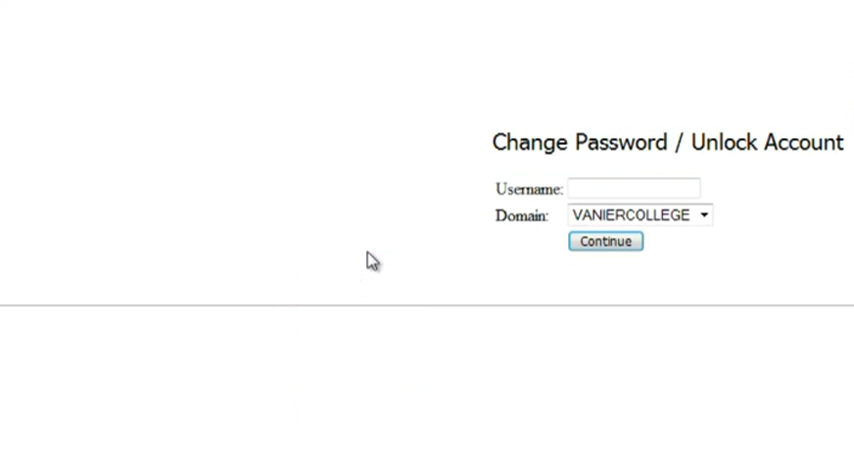 Change Password / Unlock Account
Username:
Domain: VANIERCOLLEGE
Continue